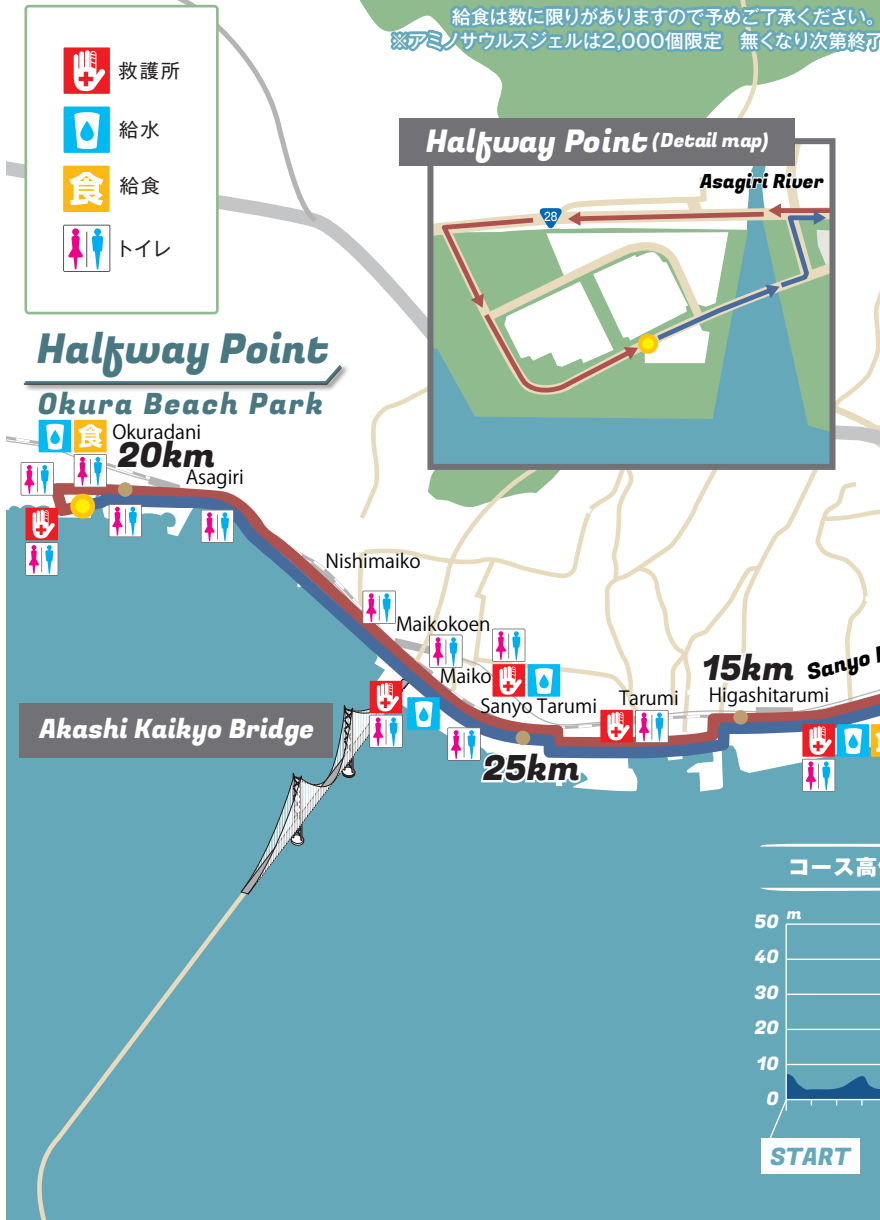 給食は数に限りがありますので予めご了承ください。
※アミノサウルスジェルは2,000個限定　無くなり次第終了
救護所
給水
食
給食
トイレ
Halfway Point (Detail map)
Asagiri River
28
Halfway Point
Okura Beach Park
食
Okuradani
20km
Asagiri
Nishimaiko
Maikokoen
Maiko
Sanyo Tarumi
Tarumi
15km
Sanyo
Higashitarumi
25km
Akashi Kaikyo Bridge
コース高
50 m
40
30
20
10
0
START